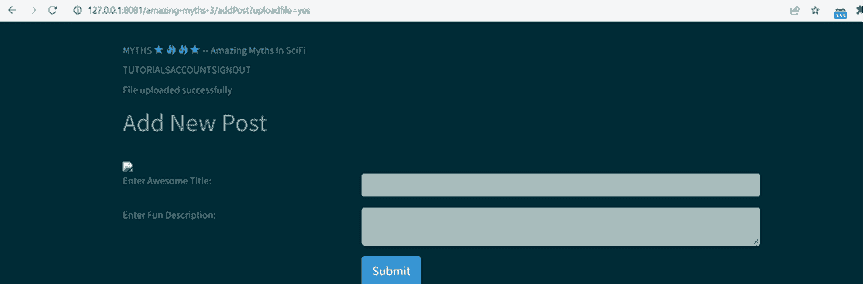 127.0.0.1:8081/amazing-myths-3/addPost?uploadfile=yes
MYTHS ★ 🔥🔥★ -- Amazing Myths in SciFi
TUTORIALSACCOUNTSIGNOUT
File uploaded successfully
Add New Post
Enter Awesome Title:
Enter Fun Description:
Submit